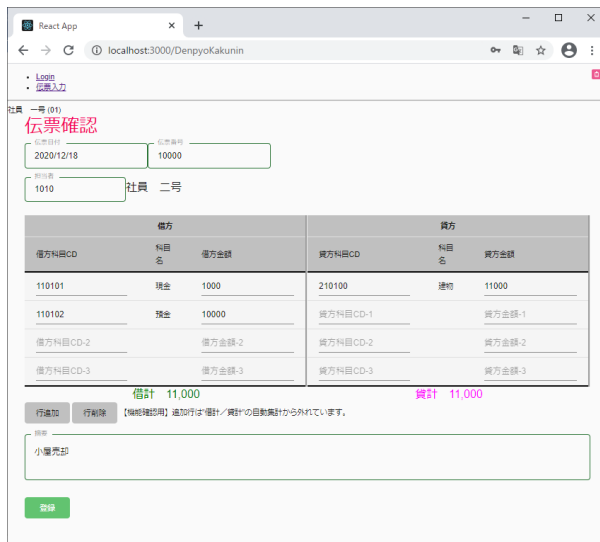 React App
localhost:3000/DenpyoKakunin
Login
伝票入力
社員 一号 (01)
伝票確認
伝票日付 伝票番号
2020/12/18 10000
担当者
1010 社員 二号
借方 貸方
借方科目CD 科目名 借方金額 貸方科目CD 科目名 貸方金額
110101 現金 1000 210100 建物 11000
110102 預金 10000 貸方科目CD-1 貸方金額-1
借方科目CD-2 借方金額-2 貸方科目CD-2 貸方金額-2
借方科目CD-3 借方金額-3 貸方科目CD-3 貸方金額-3
借計 11,000 貸計 11,000
行追加 行削除 【機能確認用】追加行は"借計/貸計"の自動集計から外れています。
摘要
小屋売却
登録